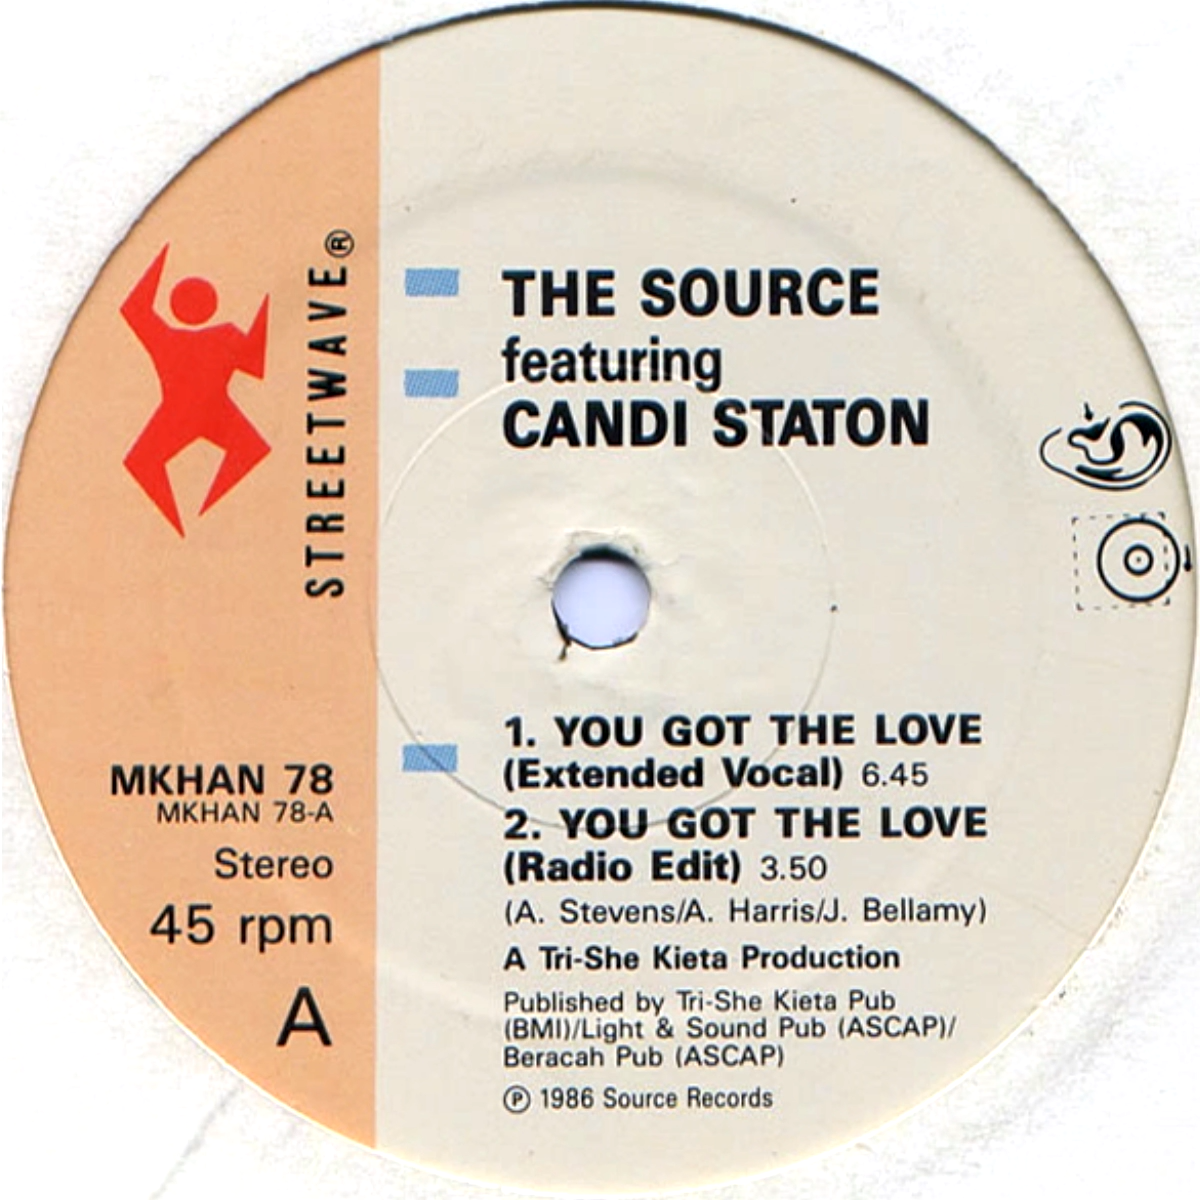 STREETWAVE®
THE SOURCE
featuring
CANDI STATON
MKHAN 78
MKHAN 78-A
Stereo
45 rpm
A
1. YOU GOT THE LOVE
(Extended Vocal) 6.45
2. YOU GOT THE LOVE
(Radio Edit) 3.50
(A. Stevens/A. Harris/J. Bellamy)
A Tri-She Kieta Production
Published by Tri-She Kieta Pub
(BMI)/Light & Sound Pub (ASCAP)/
Beracah Pub (ASCAP)
℗ 1986 Source Records